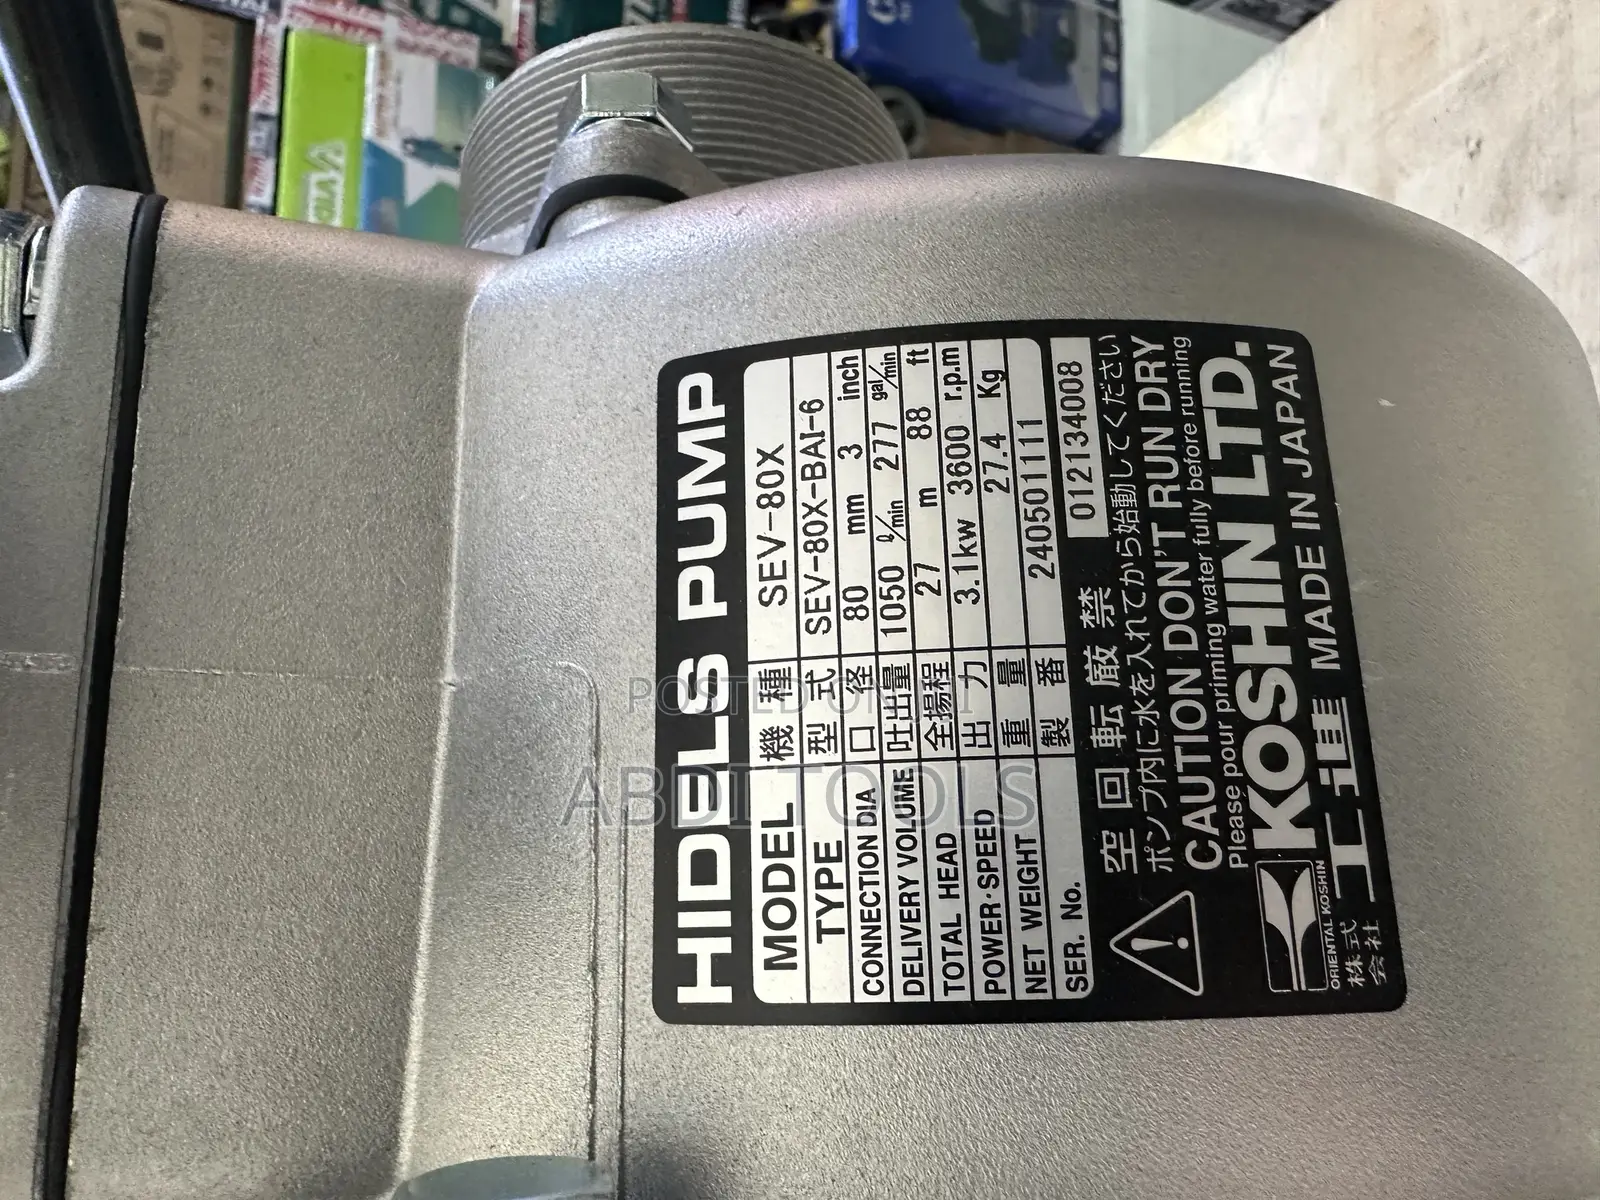 HIDELS PUMP
MODEL 機種 SEV-80X
TYPE 型式 SEV-80X-BAI-6
CONNECTION DIA 口径 80 mm 3 inch
DELIVERY VOLUME 吐出量 1050 ℓ/min 277 gal/min
TOTAL HEAD 全揚程 27 m 88 ft
POWER·SPEED 出力 3.1kw 3600 r.p.m
NET WEIGHT 重量 27.4 Kg
SER. No. 製番 240501111
012134008
空回転厳禁
ポンプ内に水を入れてから始動してください
CAUTION DON'T RUN DRY
Please pour priming water fully before running
KOSHIN LTD.
ORIENTAL KOSHIN
株式会社 工進 MADE IN JAPAN
POSTED ON JIJI
ABDI TOOLS